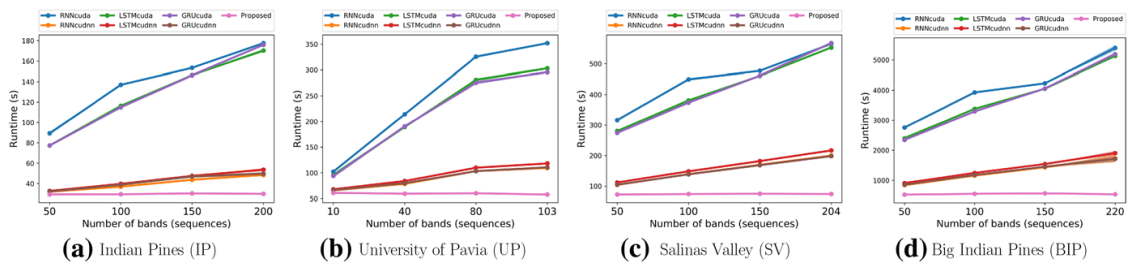 RNNcuda LSTMcuda GRUcuda Proposed
RNNcudnn LSTMcudnn GRUcudnn
180
160
140
120
100
80
60
40
Runtime (s)
50 100 150 200
Number of bands (sequences)
(a) Indian Pines (IP)
RNNcuda LSTMcuda GRUcuda Proposed
RNNcudnn LSTMcudnn GRUcudnn
350
300
250
200
150
100
50
Runtime (s)
10 40 80 103
Number of bands (sequences)
(b) University of Pavia (UP)
RNNcuda LSTMcuda GRUcuda Proposed
RNNcudnn LSTMcudnn GRUcudnn
500
400
300
200
100
Runtime (s)
50 100 150 204
Number of bands (sequences)
(c) Salinas Valley (SV)
RNNcuda LSTMcuda GRUcuda Proposed
RNNcudnn LSTMcudnn GRUcudnn
5000
4000
3000
2000
1000
Runtime (s)
50 100 150 220
Number of bands (sequences)
(d) Big Indian Pines (BIP)